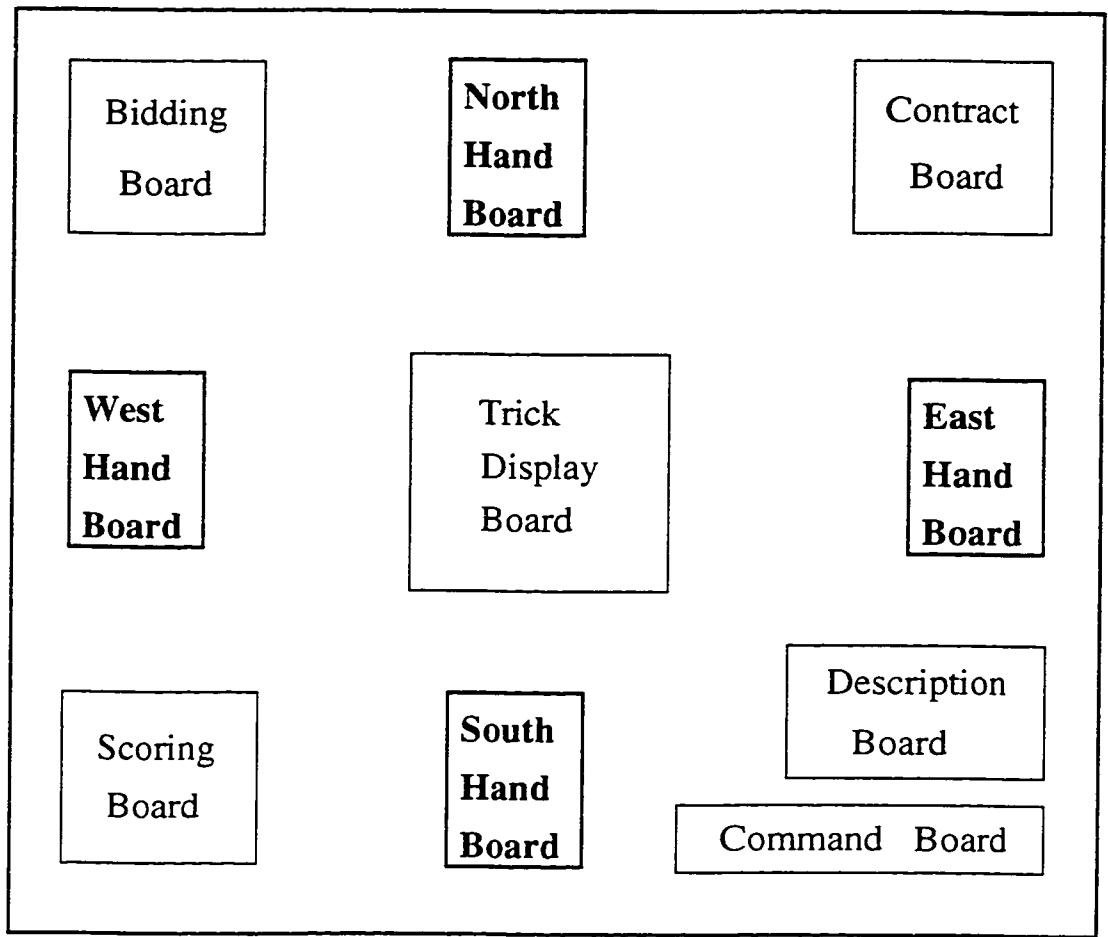 Bidding
Board
North
Hand
Board
Contract
Board
West
Hand
Board
Trick
Display
Board
East
Hand
Board
Scoring
Board
South
Hand
Board
Description
Board
Command Board